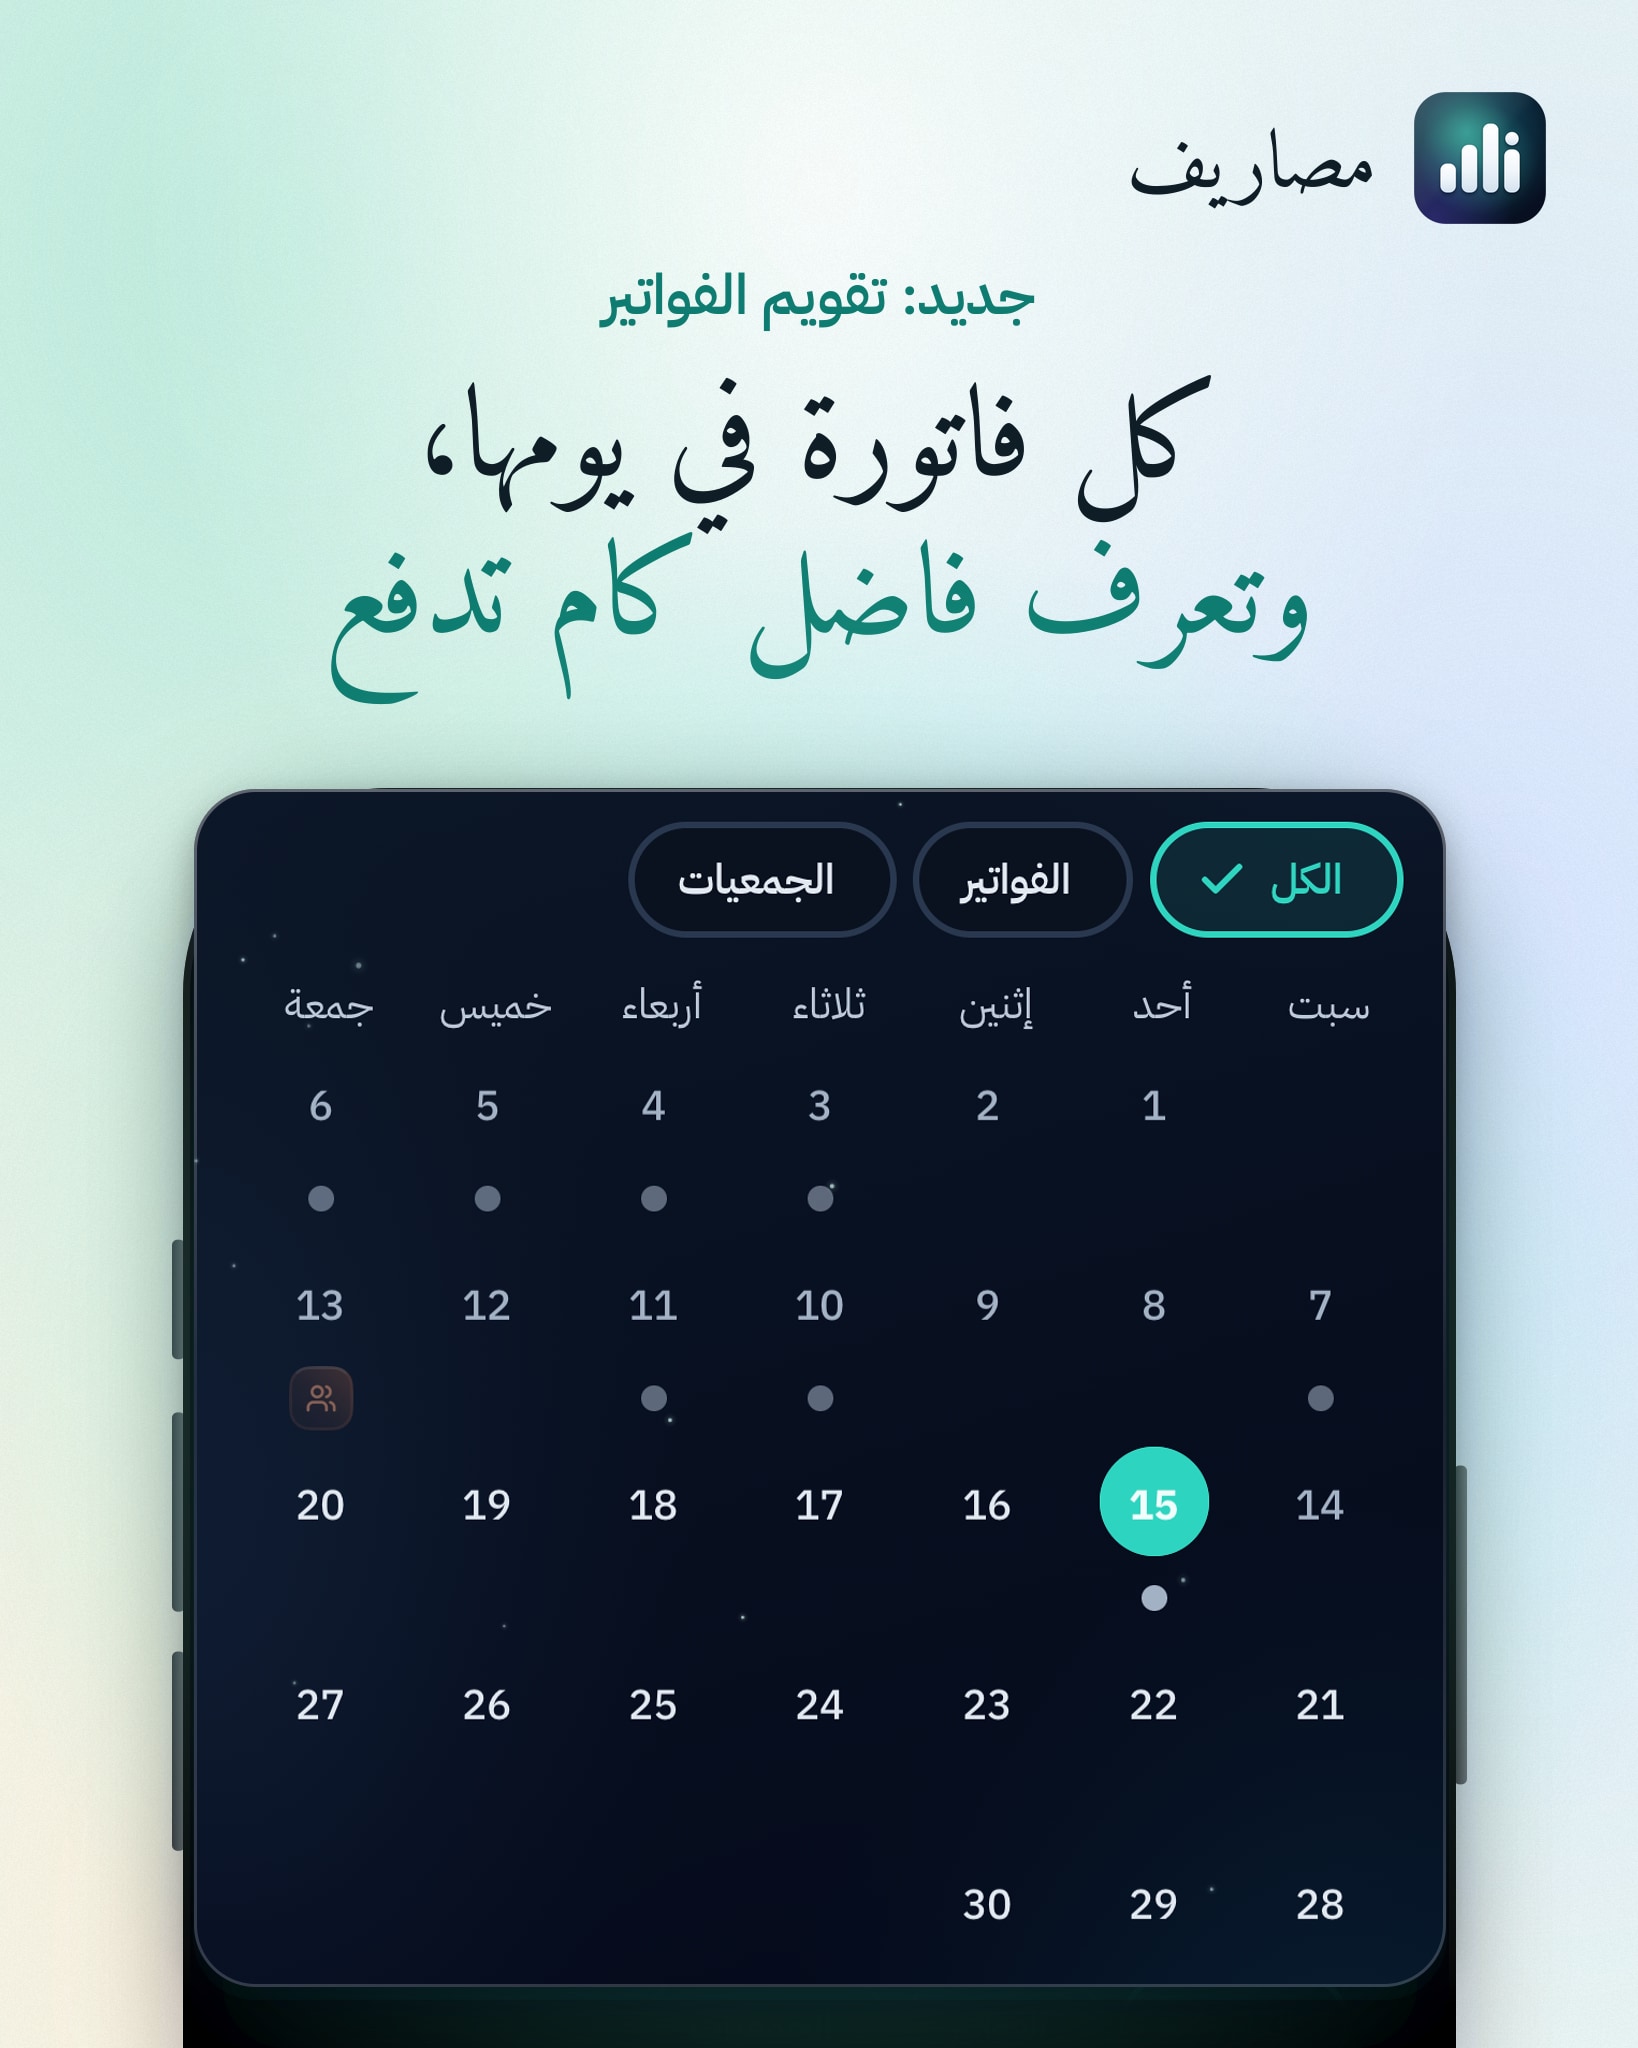 مصاريف
جديد: تقويم الفواتير
كل فاتورة في يومها،
وتعرف فاضل كام تدفع
الكل الفواتير الجمعيات
سبت أحد إثنين ثلاثاء أربعاء خميس جمعة
1 2 3 4 5 6
7 8 9 10 11 12 13
14 15 16 17 18 19 20
21 22 23 24 25 26 27
28 29 30